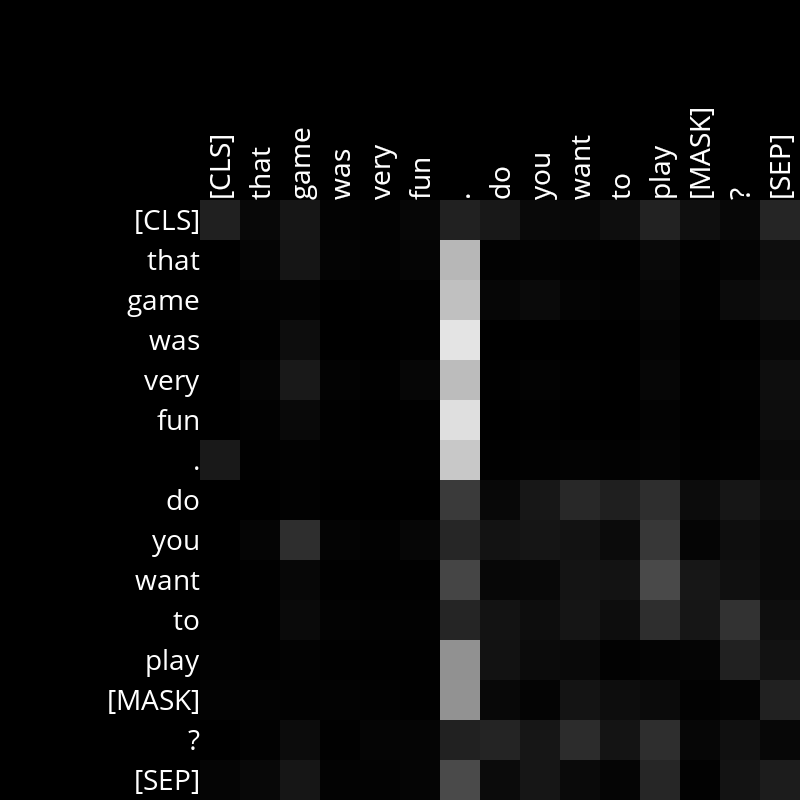 [CLS] that game was very fun . do you want to play [MASK] ? [SEP]
[CLS]
that
game
was
very
fun
.
do
you
want
to
play
[MASK]
?
[SEP]